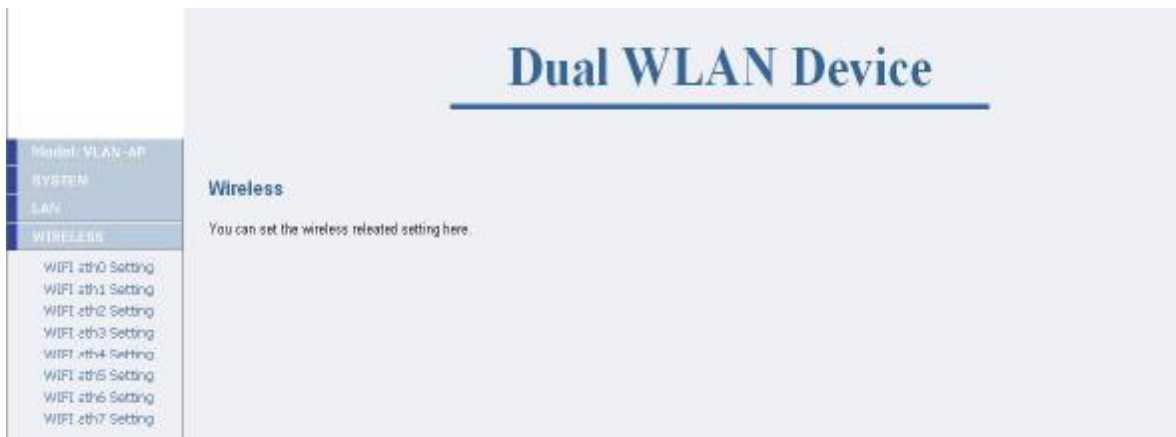 Dual WLAN Device
Model: VLAN-AP
SYSTEM
LAN
WIRELESS
WIFI ath0 Setting
WIFI ath1 Setting
WIFI ath2 Setting
WIFI ath3 Setting
WIFI ath4 Setting
WIFI ath5 Setting
WIFI ath6 Setting
WIFI ath7 Setting
Wireless
You can set the wireless releated setting here.